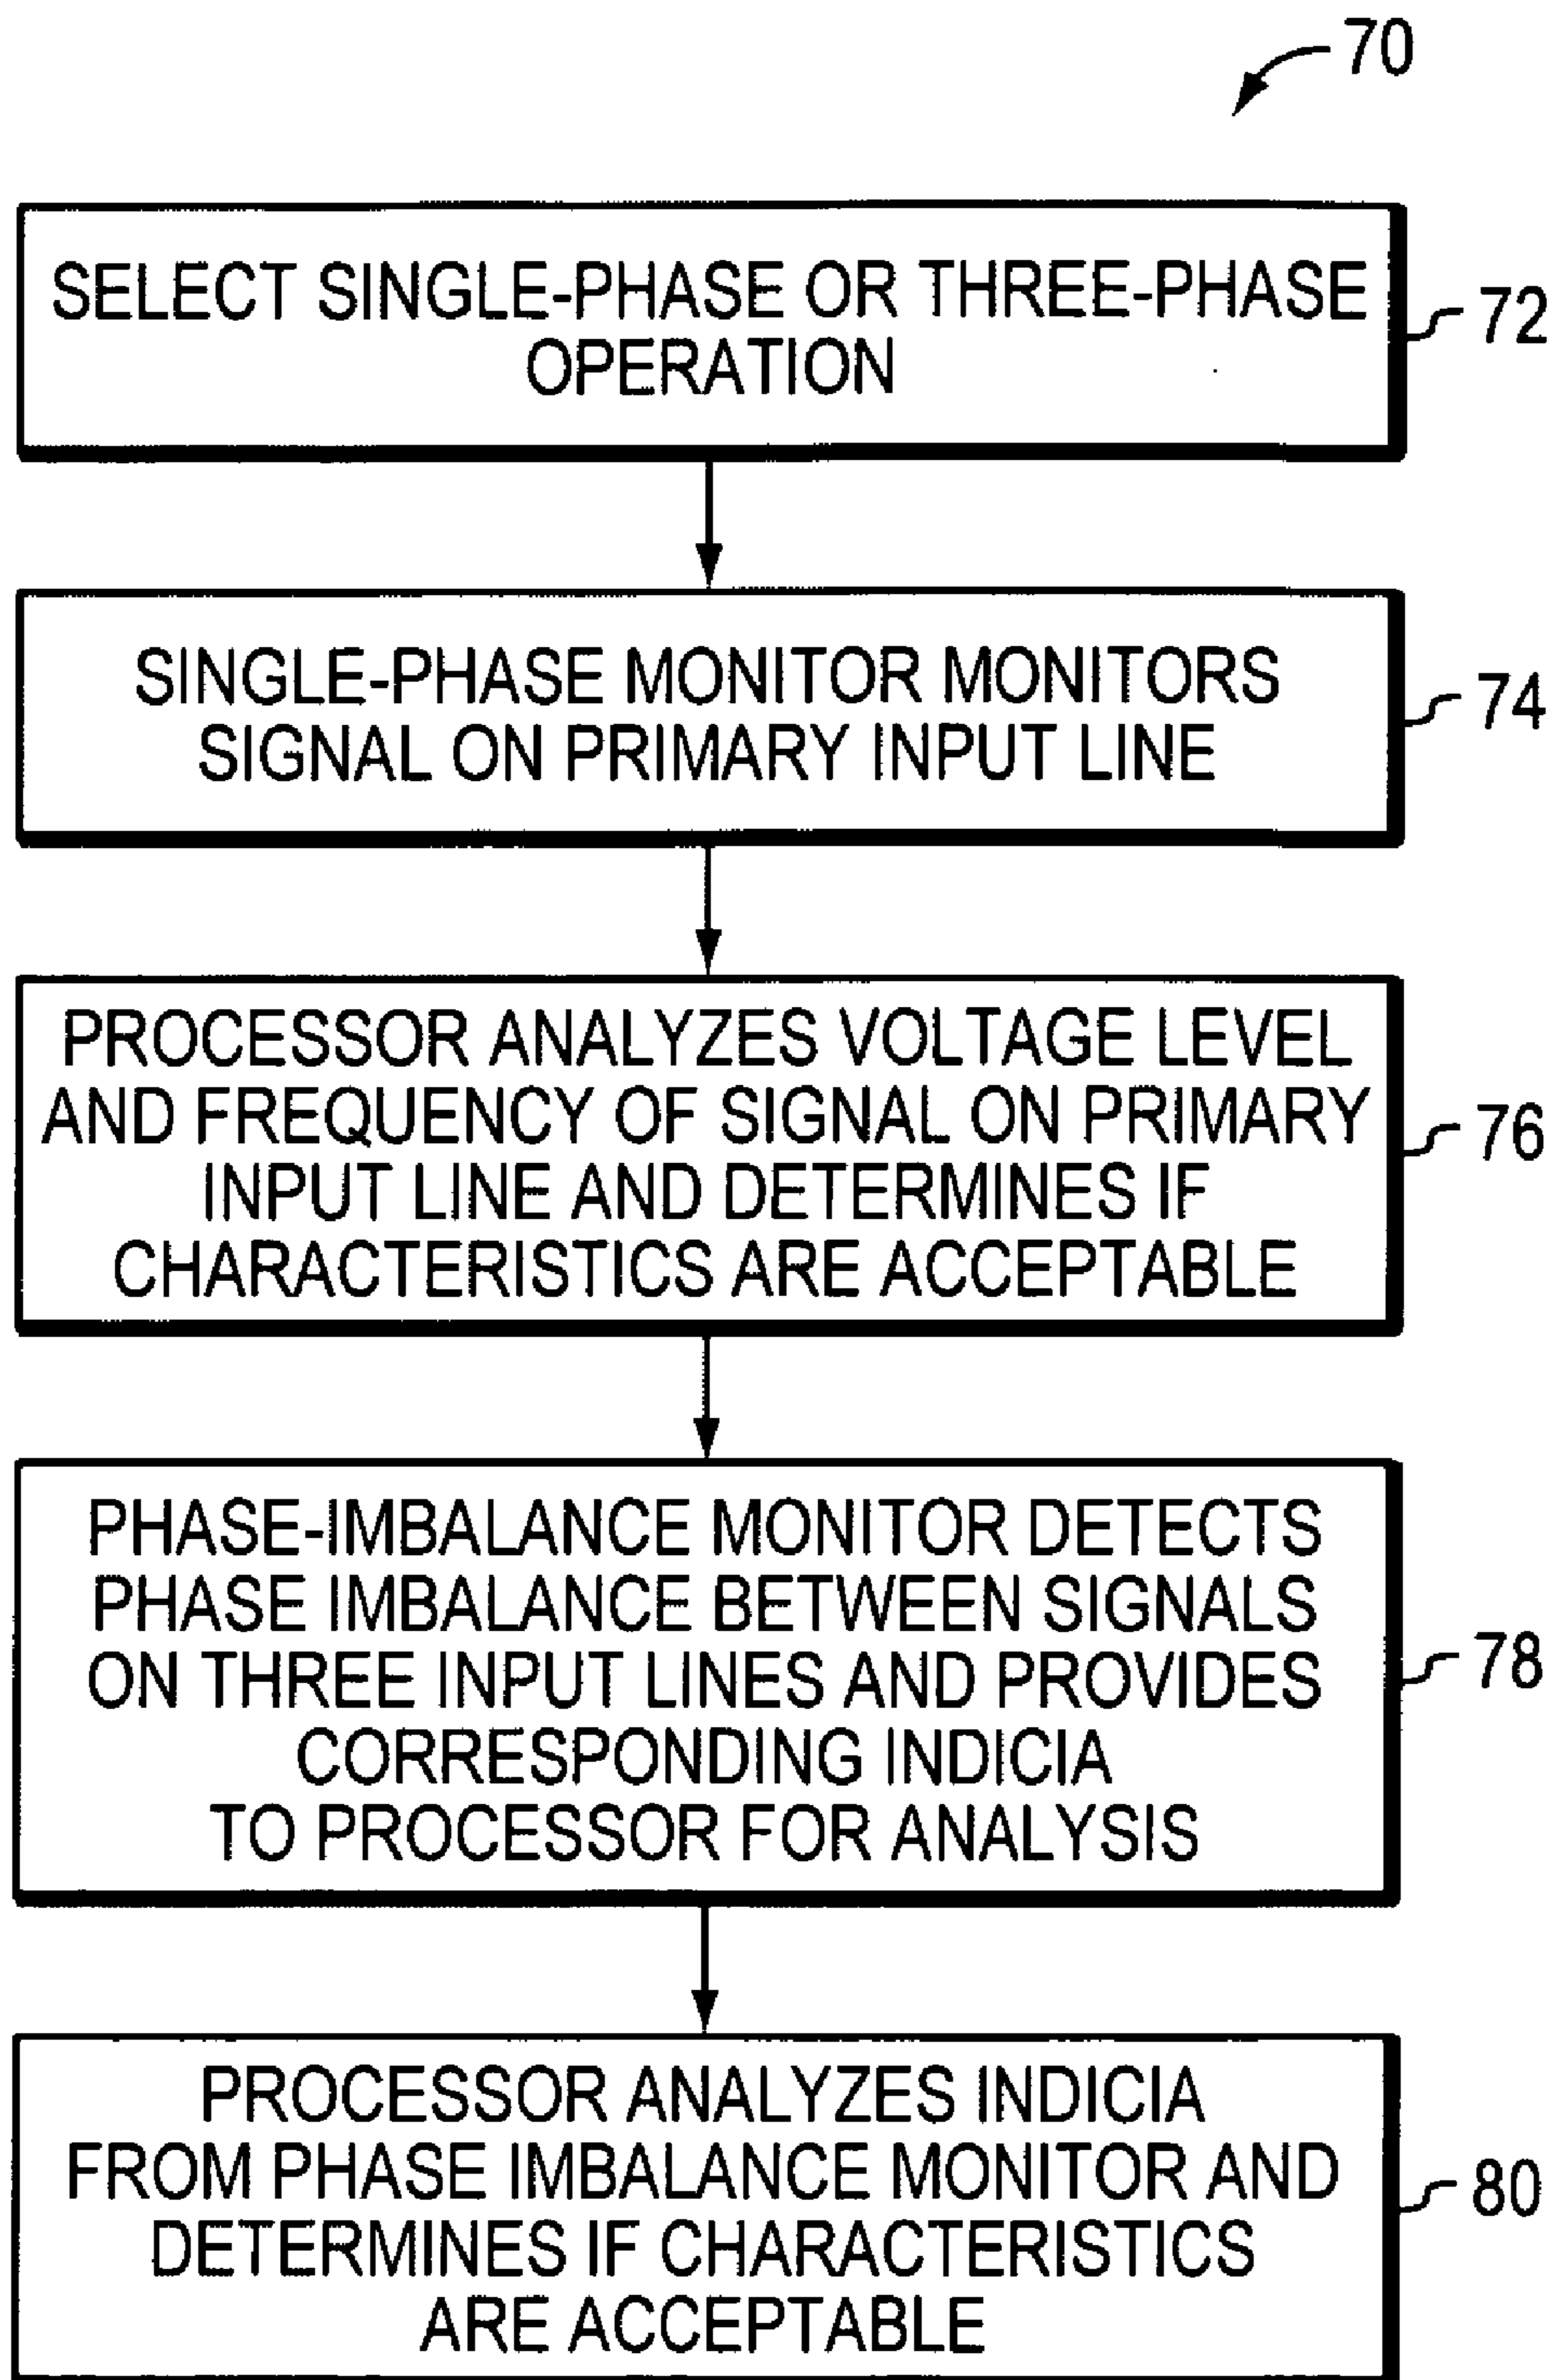 70
SELECT SINGLE-PHASE OR THREE-PHASE
OPERATION
72
SINGLE-PHASE MONITOR MONITORS
SIGNAL ON PRIMARY INPUT LINE
74
PROCESSOR ANALYZES VOLTAGE LEVEL
AND FREQUENCY OF SIGNAL ON PRIMARY
INPUT LINE AND DETERMINES IF
CHARACTERISTICS ARE ACCEPTABLE
76
PHASE-IMBALANCE MONITOR DETECTS
PHASE IMBALANCE BETWEEN SIGNALS
ON THREE INPUT LINES AND PROVIDES
CORRESPONDING INDICIA
TO PROCESSOR FOR ANALYSIS
78
PROCESSOR ANALYZES INDICIA
FROM PHASE IMBALANCE MONITOR AND
DETERMINES IF CHARACTERISTICS
ARE ACCEPTABLE
80